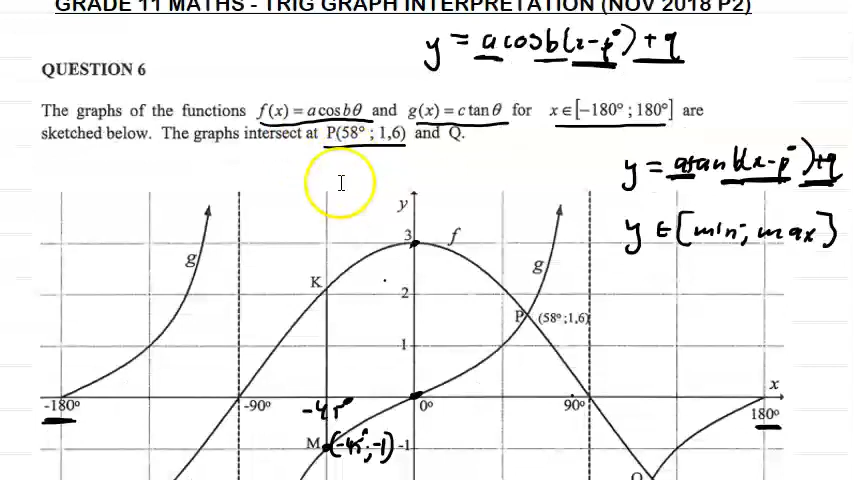 GRADE 11 MATHS - TRIG GRAPH INTERPRETATION (NOV 2018 P2)
y = a cos b(x-p°) + q
QUESTION 6
The graphs of the functions f(x) = a cos bθ and g(x) = c tan θ for x ∈ [-180° ; 180°] are
sketched below. The graphs intersect at P(58° ; 1,6) and Q.
y = a tan b(x-p°) + q
y ∈ [min ; max]
y
3
f
g
g
K
2
P (58° ;1,6)
1
x
-180°
-90°
-45°
0°
90°
180°
M (-45° ; -1)
-1
Q